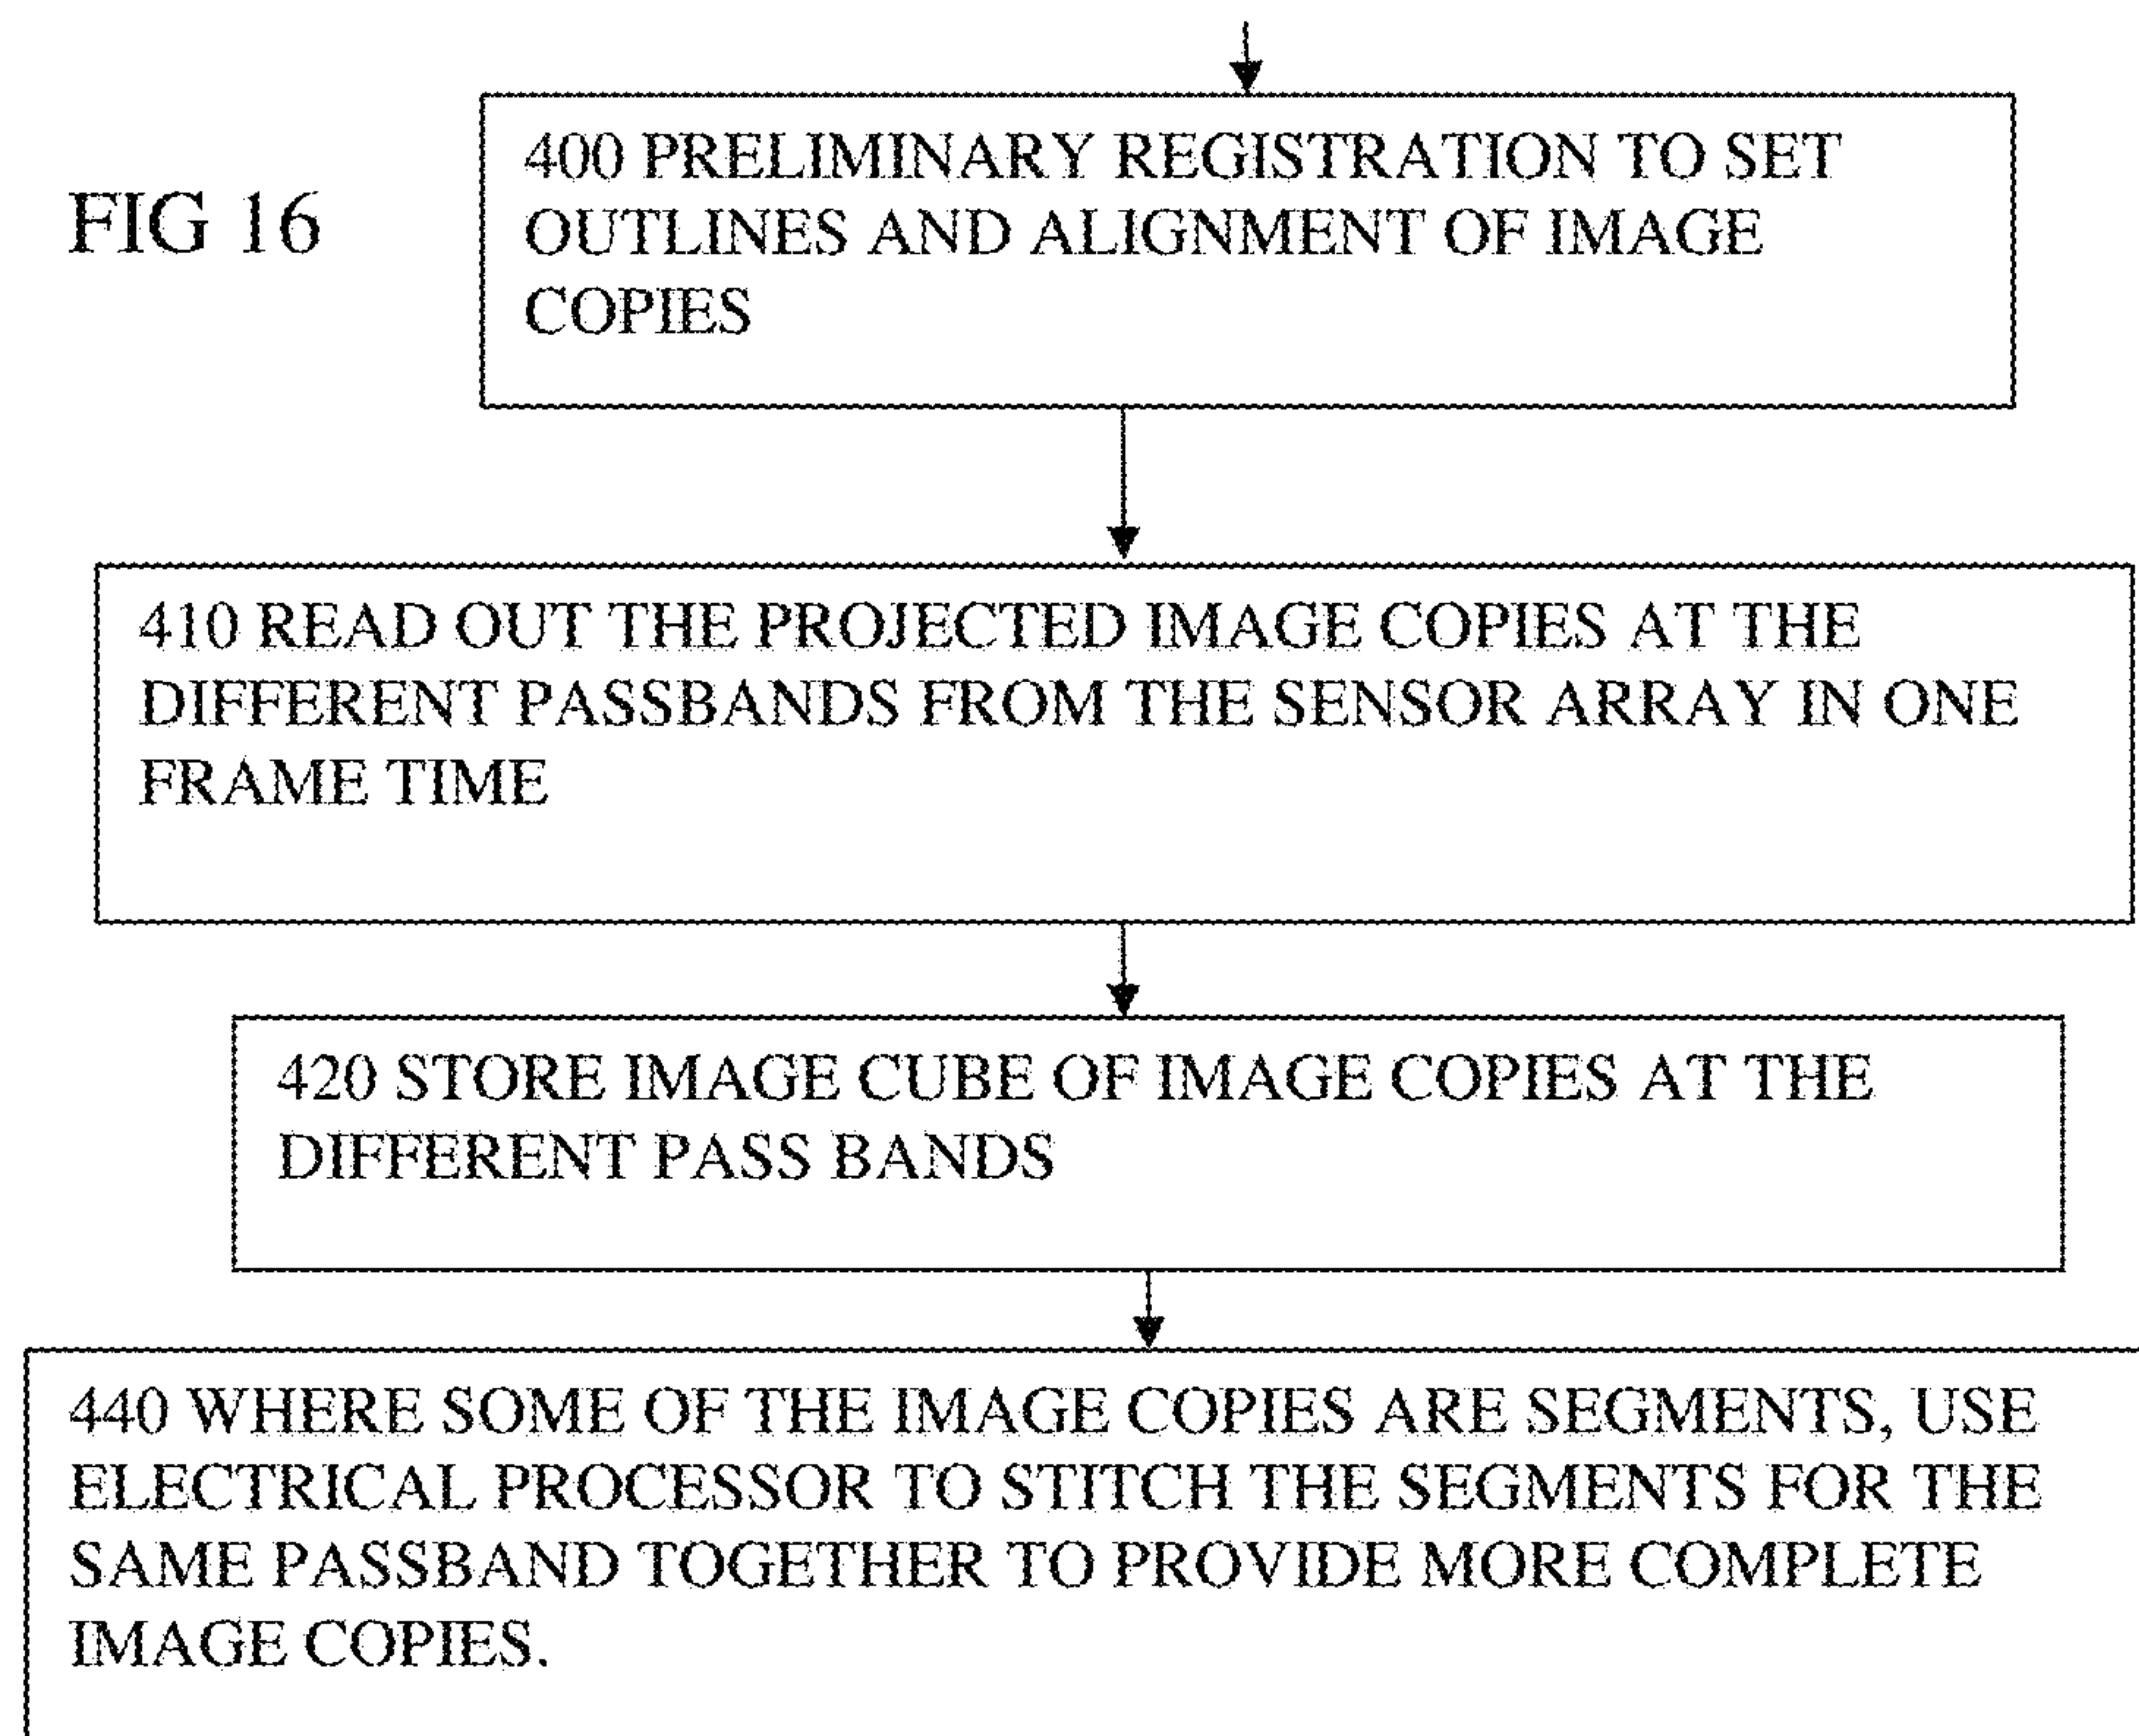 FIG 16
400 PRELIMINARY REGISTRATION TO SET
OUTLINES AND ALIGNMENT OF IMAGE
COPIES
410 READ OUT THE PROJECTED IMAGE COPIES AT THE
DIFFERENT PASSBANDS FROM THE SENSOR ARRAY IN ONE
FRAME TIME
420 STORE IMAGE CUBE OF IMAGE COPIES AT THE
DIFFERENT PASS BANDS
440 WHERE SOME OF THE IMAGE COPIES ARE SEGMENTS, USE
ELECTRICAL PROCESSOR TO STITCH THE SEGMENTS FOR THE
SAME PASSBAND TOGETHER TO PROVIDE MORE COMPLETE
IMAGE COPIES.